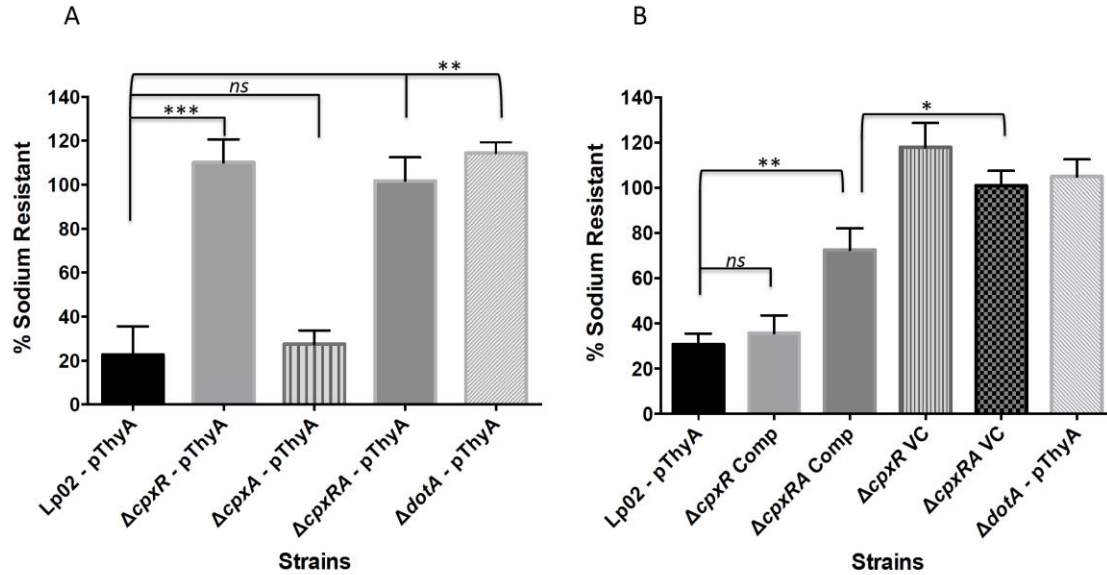 A
B
**
ns
***
140
120
100
80
60
40
20
0
% Sodium Resistant
Lp02 - pThyA
ΔcpxR - pThyA
ΔcpxA - pThyA
ΔcpxRA - pThyA
ΔdotA - pThyA
Strains
*
**
ns
140
120
100
80
60
40
20
0
% Sodium Resistant
Lp02 - pThyA
ΔcpxR Comp
ΔcpxRA Comp
ΔcpxR VC
ΔcpxRA VC
ΔdotA - pThyA
Strains